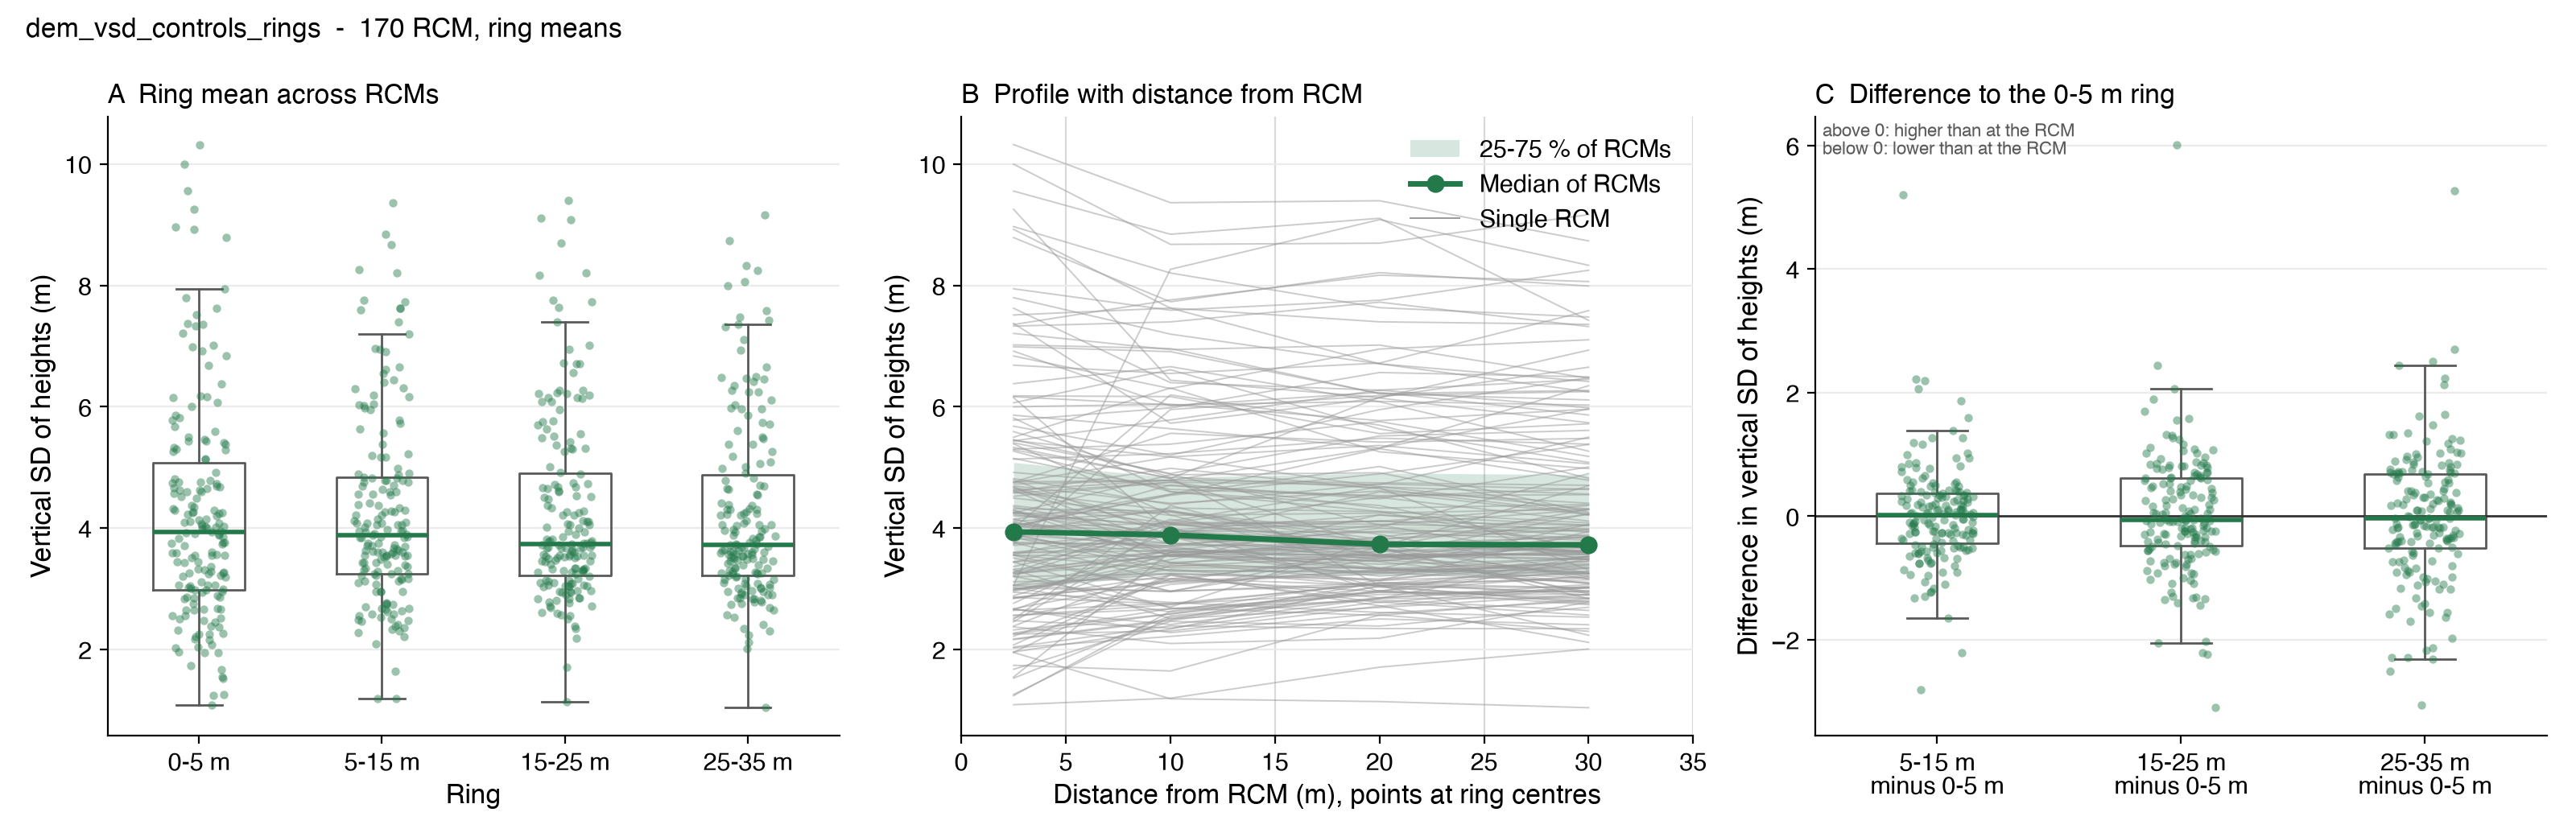 dem_vsd_controls_rings - 170 RCM, ring means
A Ring mean across RCMs
Vertical SD of heights (m)
10
8
6
4
2
0-5 m
5-15 m
15-25 m
25-35 m
Ring
B Profile with distance from RCM
25-75 % of RCMs
Median of RCMs
Single RCM
Vertical SD of heights (m)
10
8
6
4
2
0
5
10
15
20
25
30
35
Distance from RCM (m), points at ring centres
C Difference to the 0-5 m ring
above 0: higher than at the RCM
below 0: lower than at the RCM
Difference in vertical SD of heights (m)
6
4
2
0
−2
5-15 m
minus 0-5 m
15-25 m
minus 0-5 m
25-35 m
minus 0-5 m